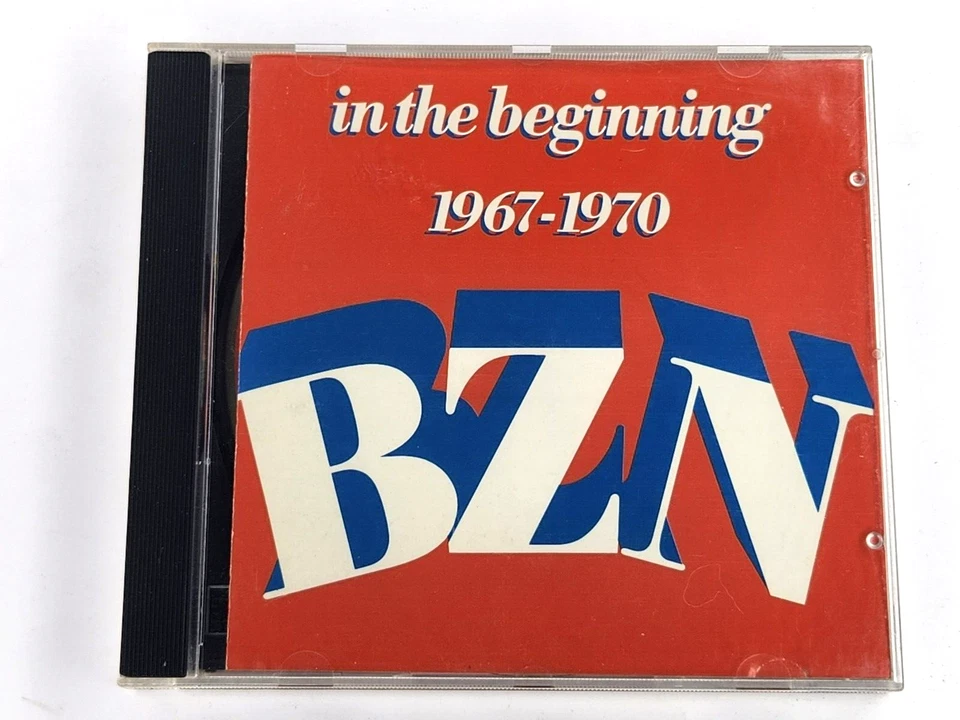 in the beginning
1967-1970
BZN